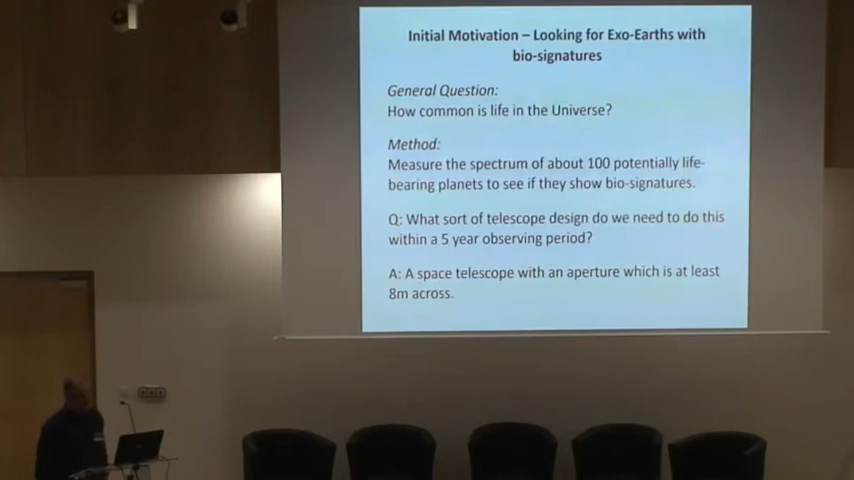 Initial Motivation – Looking for Exo-Earths with
bio-signatures
General Question:
How common is life in the Universe?
Method:
Measure the spectrum of about 100 potentially life-
bearing planets to see if they show bio-signatures.
Q: What sort of telescope design do we need to do this
within a 5 year observing period?
A: A space telescope with an aperture which is at least
8m across.